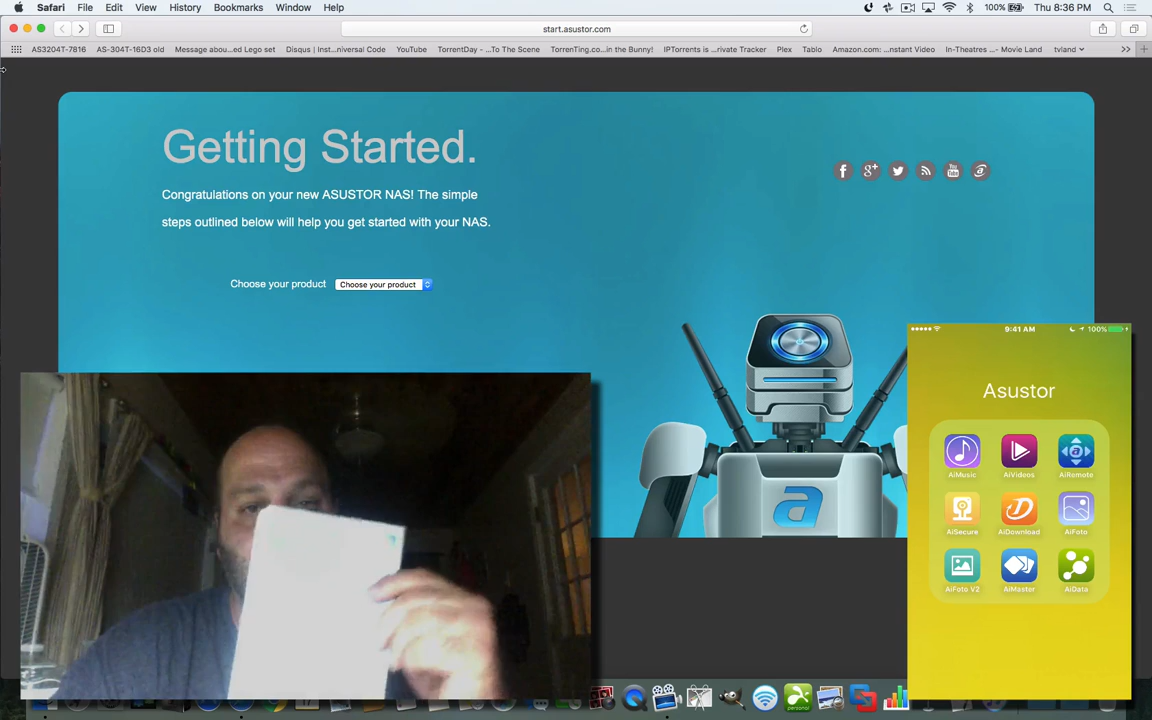 Safari File Edit View History Bookmarks Window Help 100% Thu 8:36 PM
start.asustor.com
AS3204T-7816 AS-304T-16D3 old Message abou...ed Lego set Disqus | Inst...niversal Code YouTube TorrentDay - ...To The Scene TorrenTing.co...in the Bunny! IPTorrents is ...rivate Tracker Plex Tablo Amazon.com: ...nstant Video In-Theatres ...- Movie Land tvland
Getting Started.
Congratulations on your new ASUSTOR NAS! The simple
steps outlined below will help you get started with your NAS.
Choose your product Choose your product
a
9:41 AM 100%
Asustor
AiMusic AiVideos AiRemote
AiSecure AiDownload AiFoto
AiFoto V2 AiMaster AiData
personal